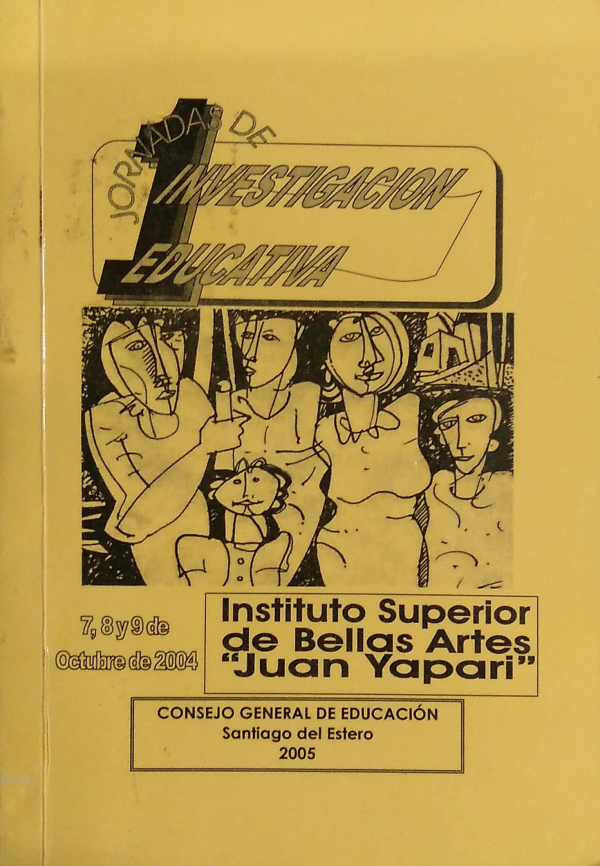 1
JORNADAS DE
INVESTIGACION
EDUCATIVA
7, 8 y 9 de
Octubre de 2004
Instituto Superior
de Bellas Artes
“Juan Yapari”
CONSEJO GENERAL DE EDUCACIÓN
Santiago del Estero
2005